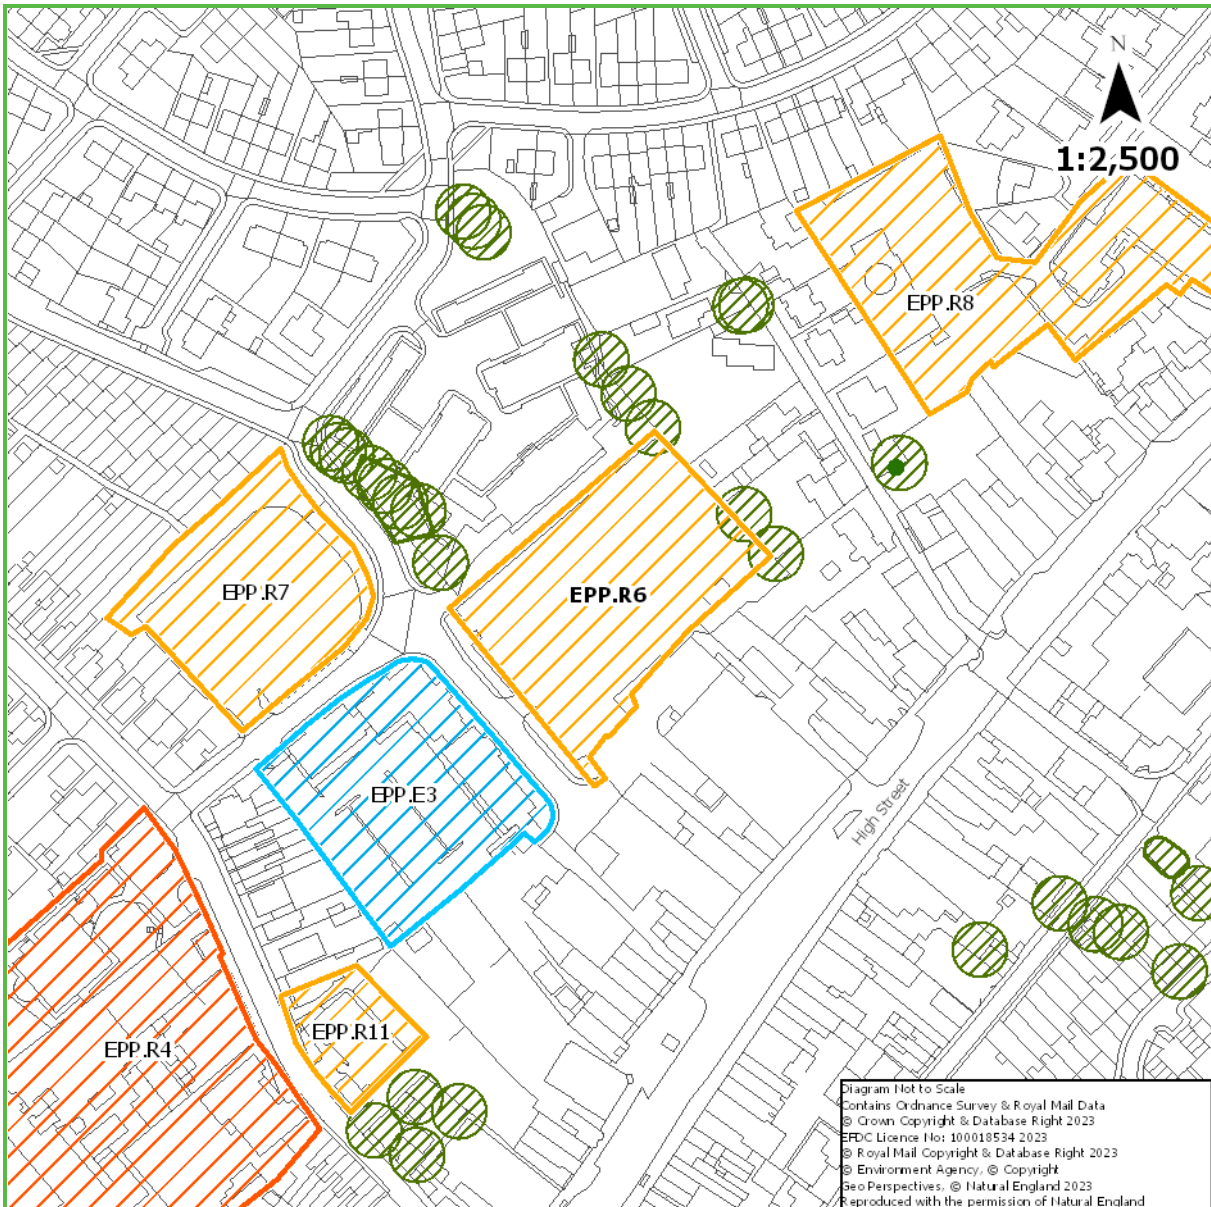 N
1:2,500
EPP.R8
EPP.R7
EPP.R6
EPP.E3
High Street
EPP.R11
EPP.R4
Diagram Not to Scale
Contains Ordnance Survey & Royal Mail Data
© Crown Copyright & Database Right 2023
EFDC Licence No: 100018534 2023
© Royal Mail Copyright & Database Right 2023
© Environment Agency, © Copyright
Geo Perspectives, © Natural England 2023
Reproduced with the permission of Natural England